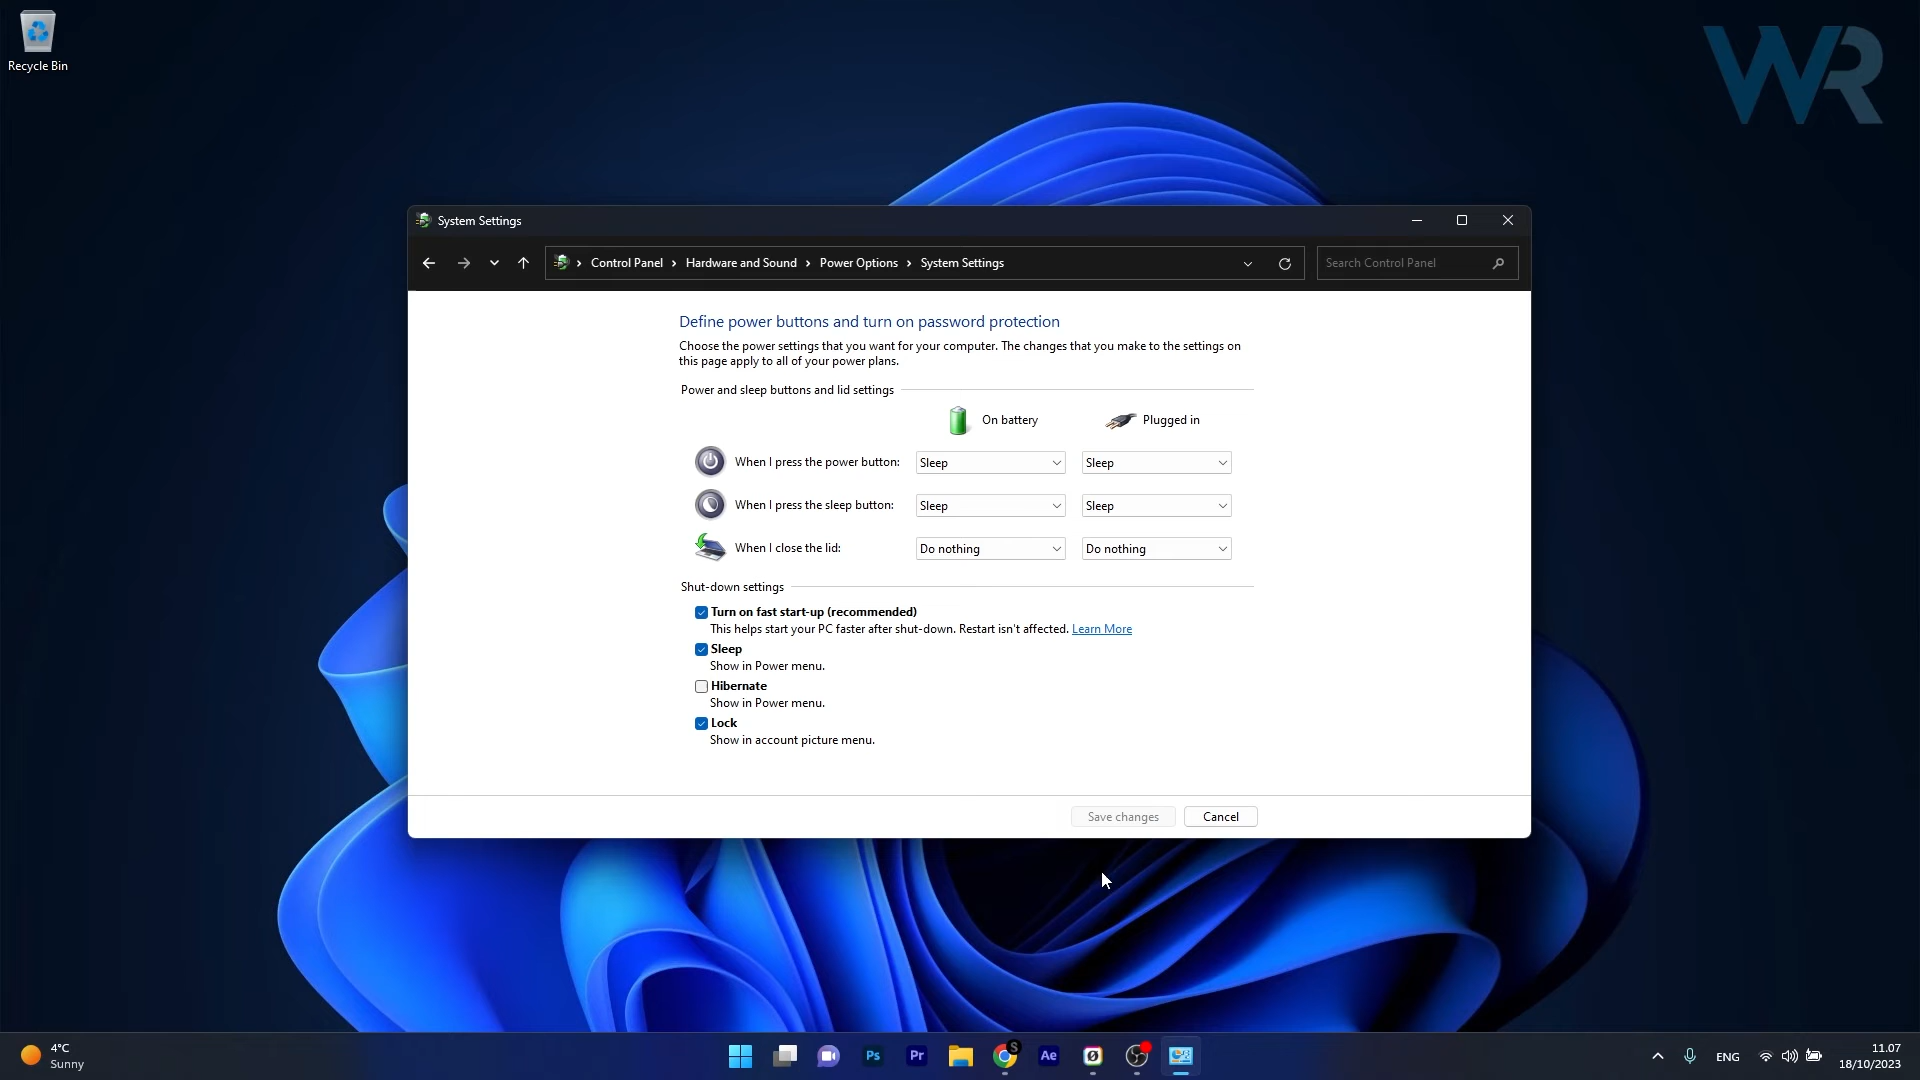 Recycle Bin
WR
System Settings
Control Panel > Hardware and Sound > Power Options > System Settings
Search Control Panel
Define power buttons and turn on password protection
Choose the power settings that you want for your computer. The changes that you make to the settings on
this page apply to all of your power plans.
Power and sleep buttons and lid settings
On battery Plugged in
When I press the power button: Sleep Sleep
When I press the sleep button: Sleep Sleep
When I close the lid: Do nothing Do nothing
Shut-down settings
Turn on fast start-up (recommended)
This helps start your PC faster after shut-down. Restart isn't affected. Learn More
Sleep
Show in Power menu.
Hibernate
Show in Power menu.
Lock
Show in account picture menu.
Save changes Cancel
4°C
Sunny
Ps
Pr
S
Ae
ENG
11.07
18/10/2023